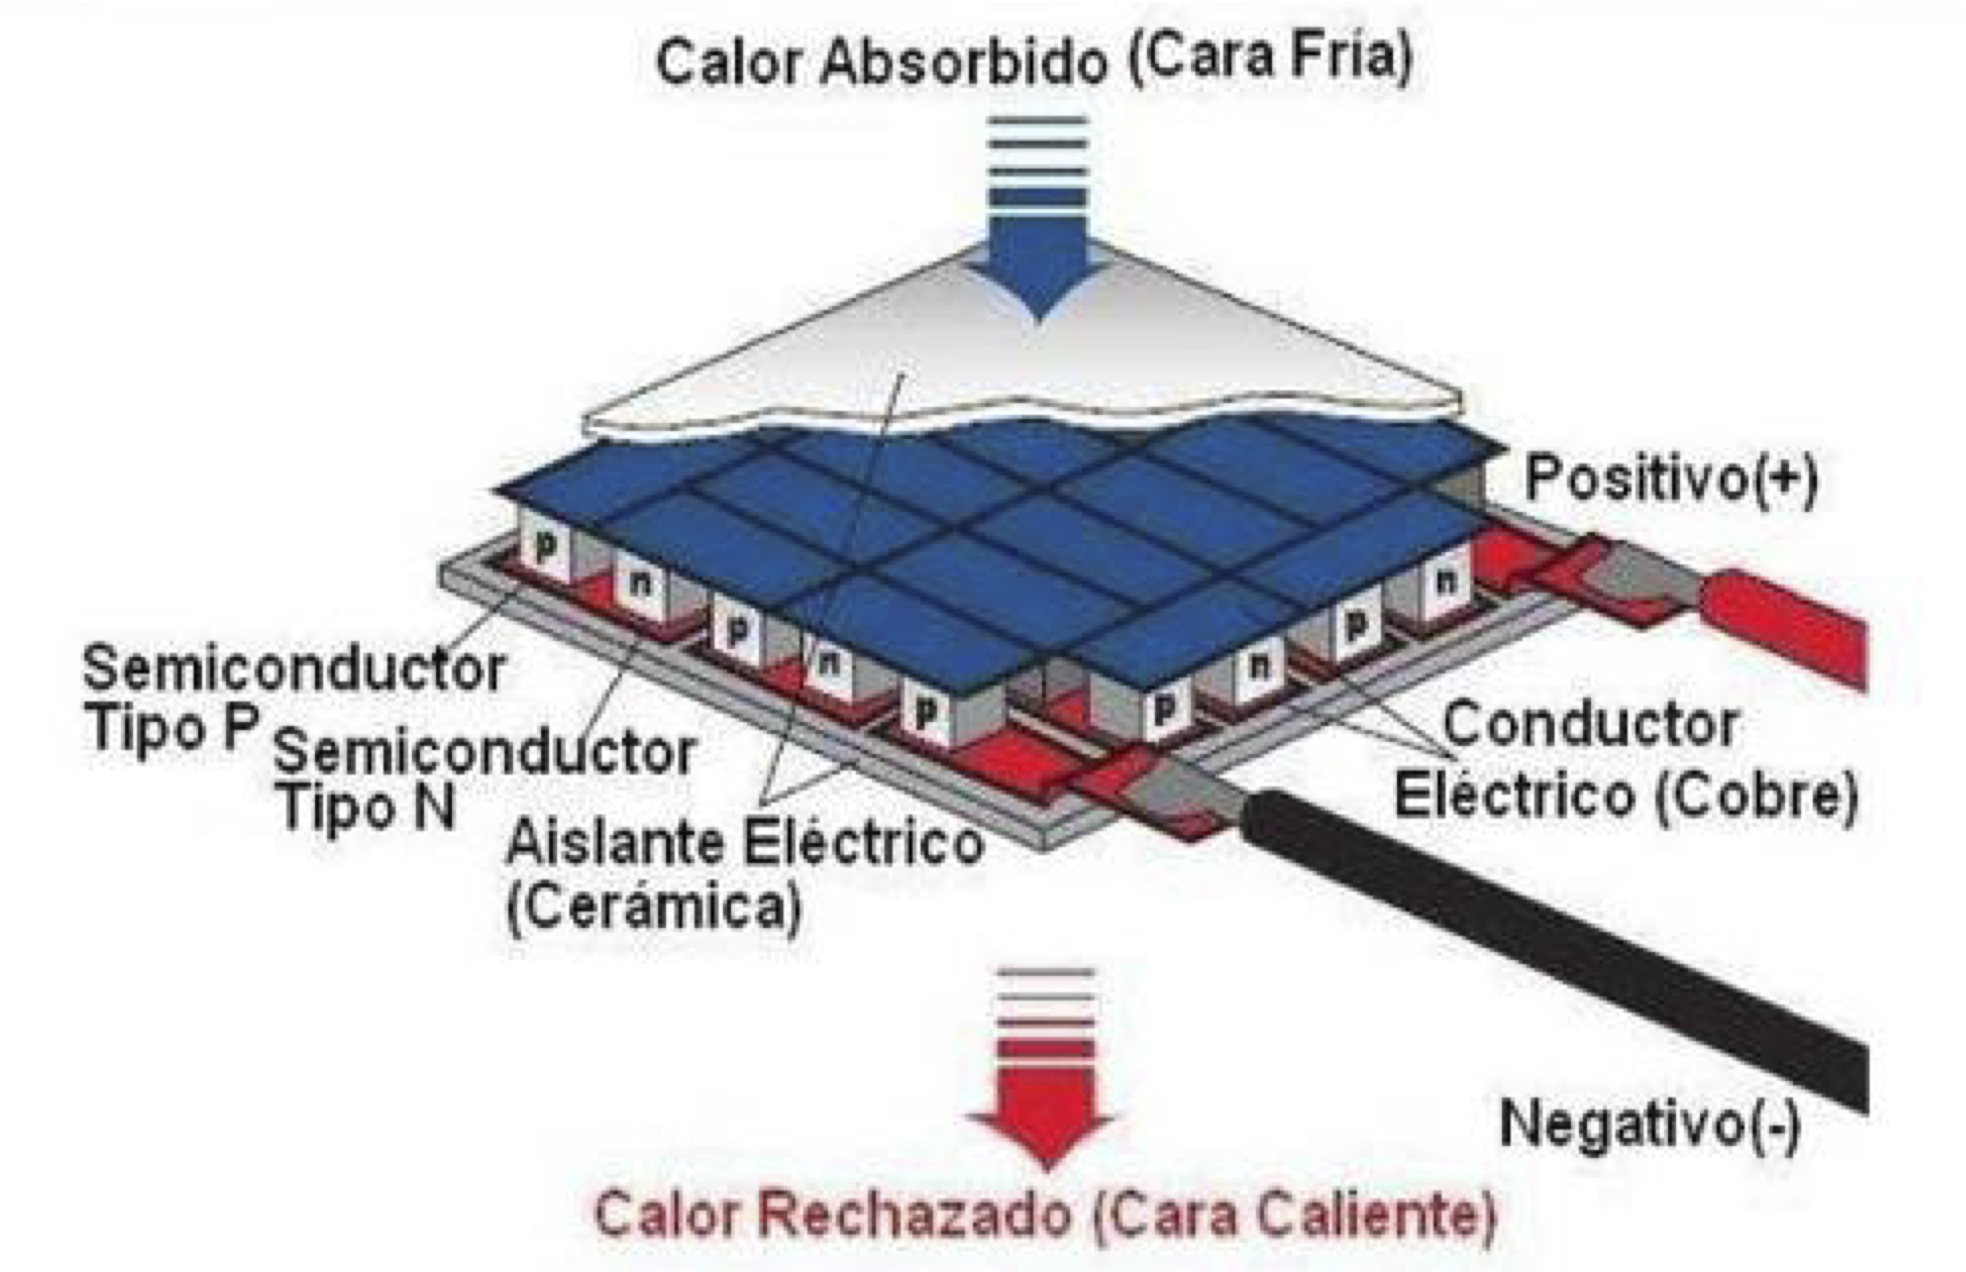 Calor Absorbido (Cara Fría)
Positivo(+)
p
n
p
n
p
p
n
p
n
Semiconductor
Tipo P
Semiconductor
Tipo N
Aislante Eléctrico
(Cerámica)
Conductor
Eléctrico (Cobre)
Negativo(-)
Calor Rechazado (Cara Caliente)